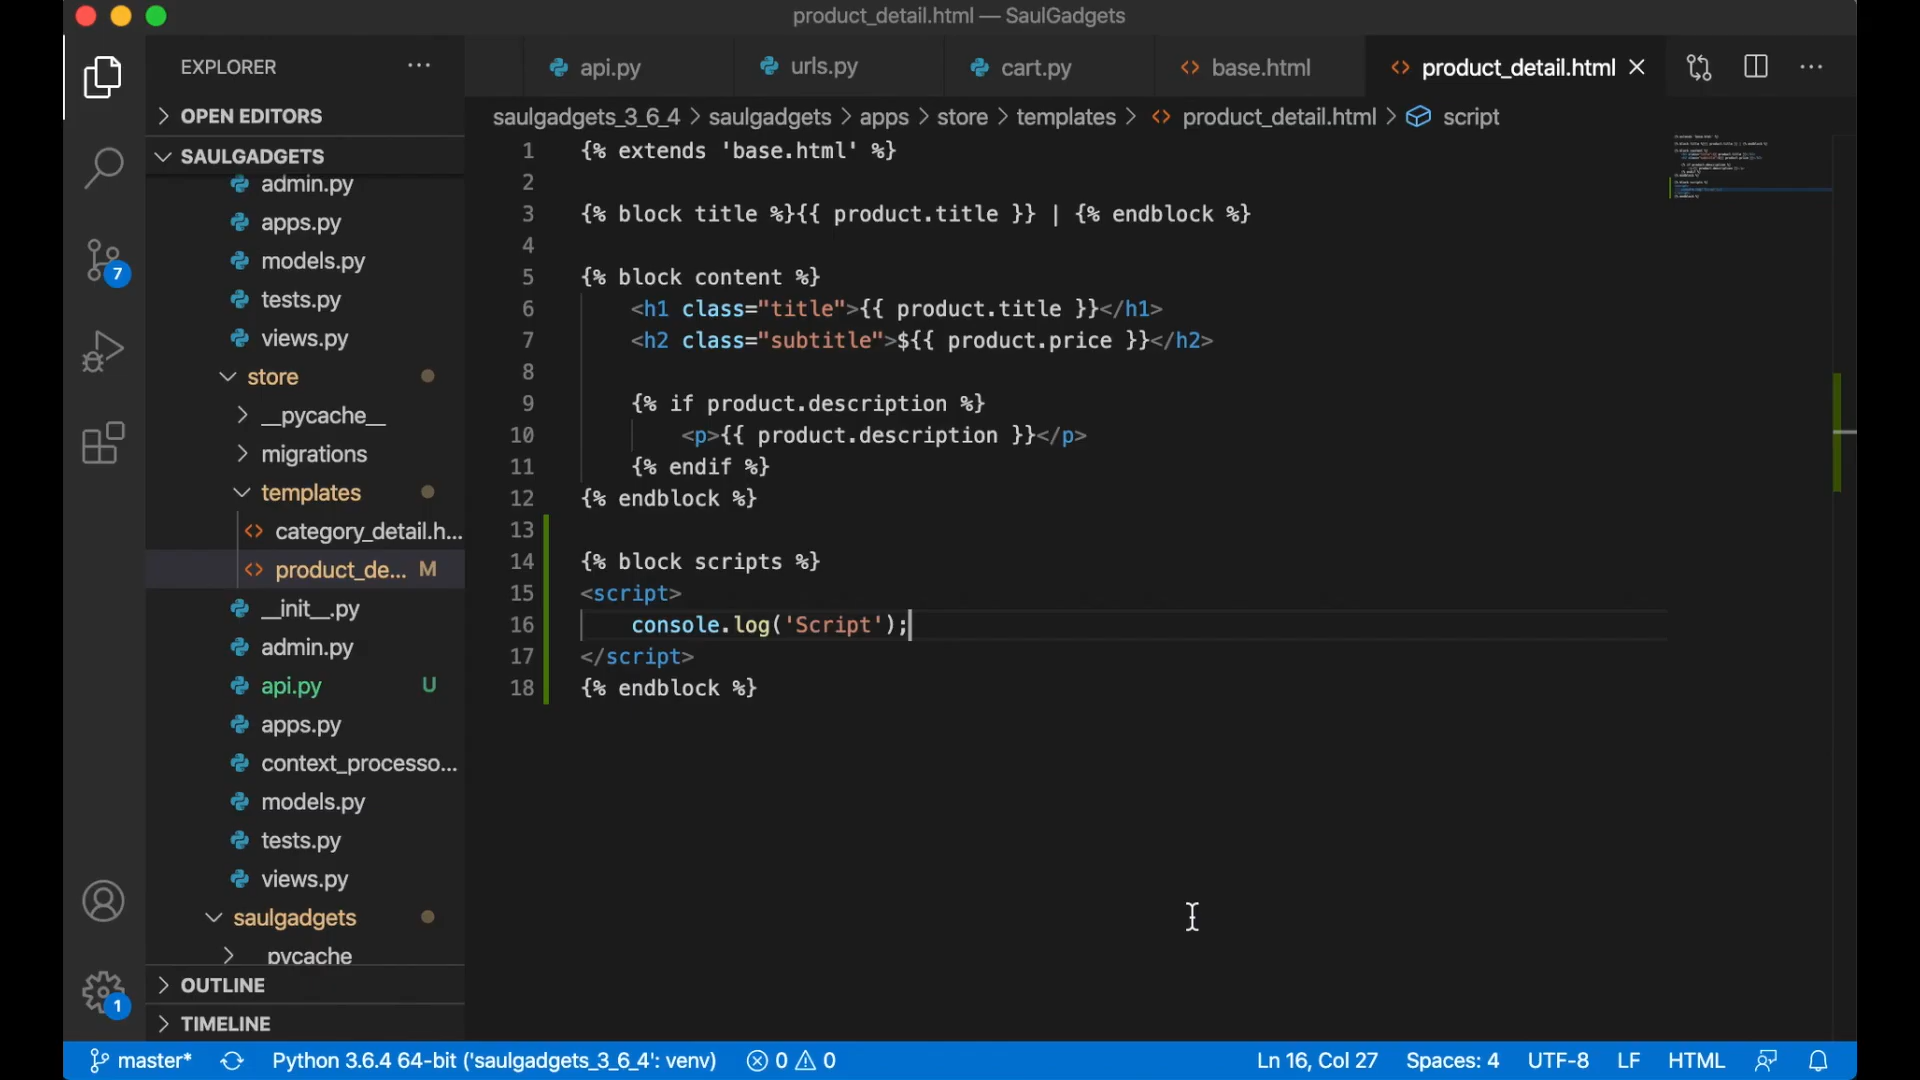 product_detail.html — SaulGadgets
EXPLORER
api.py
urls.py
cart.py
base.html
product_detail.html
OPEN EDITORS
SAULGADGETS
admin.py
apps.py
models.py
tests.py
views.py
store
__pycache__
migrations
templates
category_detail.h...
product_de... M
__init__.py
admin.py
api.py U
apps.py
context_processo...
models.py
tests.py
views.py
saulgadgets
pycache
OUTLINE
TIMELINE
7
1
saulgadgets_3_6_4 > saulgadgets > apps > store > templates > product_detail.html > script
1 {% extends 'base.html' %}
2
3 {% block title %}{{ product.title }} | {% endblock %}
4
5 {% block content %}
6 <h1 class="title">{{ product.title }}</h1>
7 <h2 class="subtitle">${{ product.price }}</h2>
8
9 {% if product.description %}
10 <p>{{ product.description }}</p>
11 {% endif %}
12 {% endblock %}
13
14 {% block scripts %}
15 <script>
16 console.log('Script');
17 </script>
18 {% endblock %}
master* Python 3.6.4 64-bit ('saulgadgets_3_6_4': venv) 0 0 Ln 16, Col 27 Spaces: 4 UTF-8 LF HTML